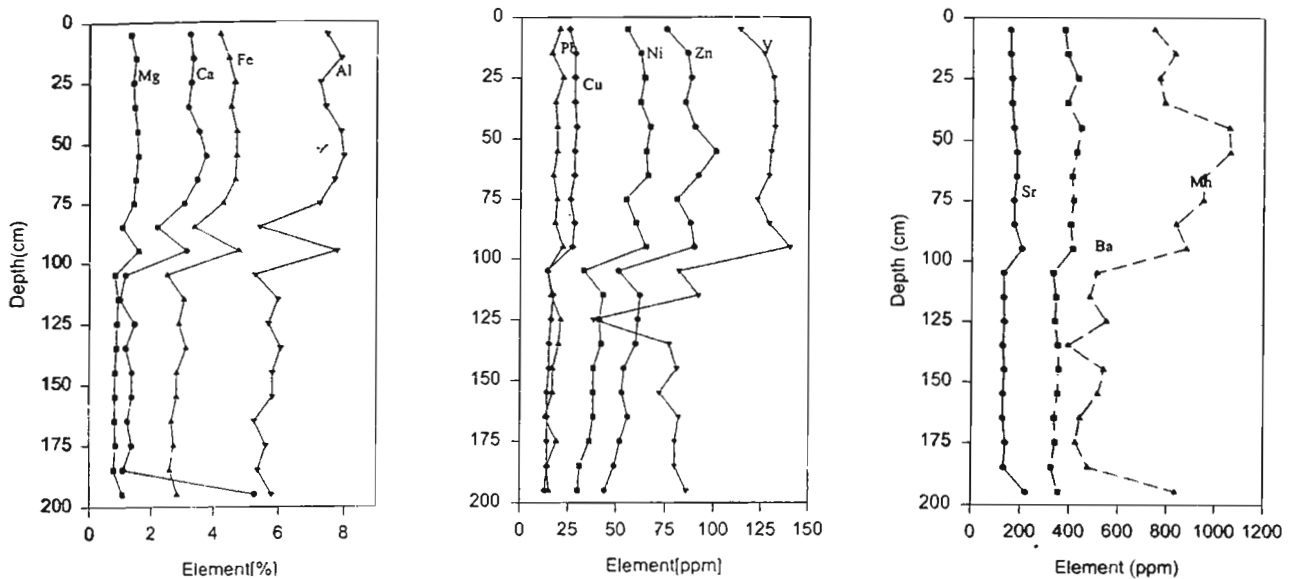 0
25
50
75
100
125
150
175
200
Depth(cm)
0 2 4 6 8
Element[%]
Mg
Ca
Fe
Al
0
25
50
75
100
125
150
175
200
Depth (cm)
0 25 50 75 100 125 150
Element[ppm]
Pb
Cu
Ni
Zn
V
0
25
50
75
100
125
150
175
200
Depth (cm)
0 200 400 600 800 1000 1200
Element (ppm)
Sr
Ba
Mn